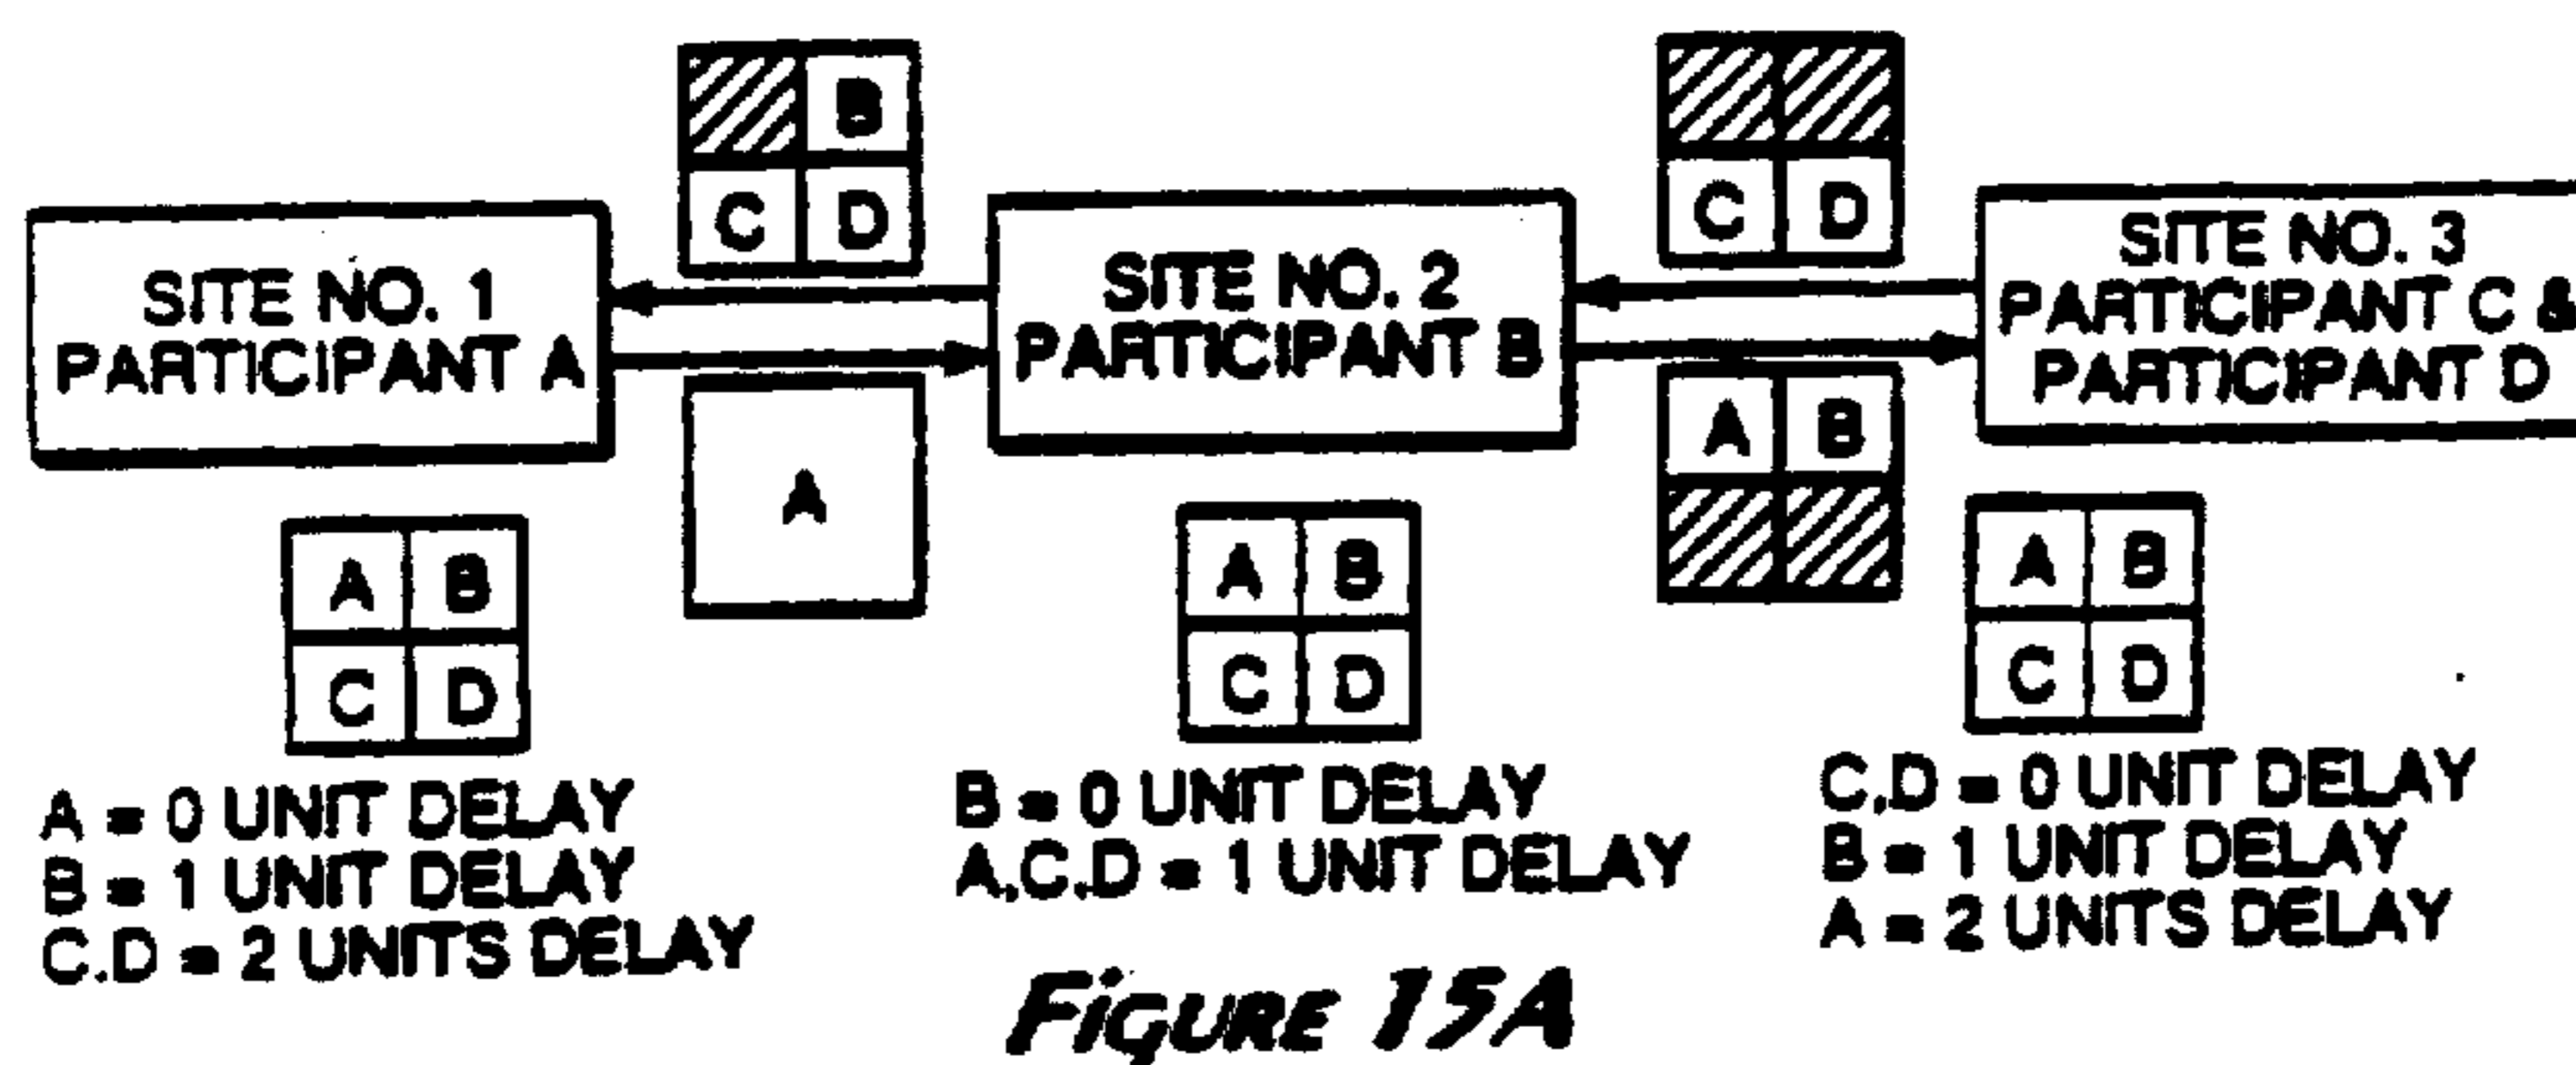 B
C D
SITE NO. 1
PARTICIPANT A
A
A B
C D
A = 0 UNIT DELAY
B = 1 UNIT DELAY
C,D = 2 UNITS DELAY
SITE NO. 2
PARTICIPANT B
A B
C D
B = 0 UNIT DELAY
A,C,D = 1 UNIT DELAY
C D
A B
SITE NO. 3
PARTICIPANT C &
PARTICIPANT D
A B
C D
C,D = 0 UNIT DELAY
B = 1 UNIT DELAY
A = 2 UNITS DELAY
FIGURE 15A